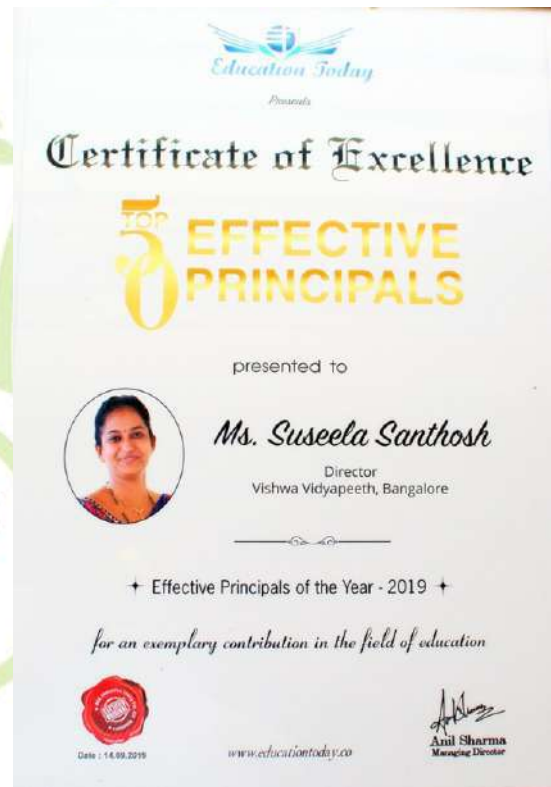 Education Today
Presents
Certificate of Excellence
TOP 50 EFFECTIVE PRINCIPALS
presented to
Ms. Suseela Santhosh
Director
Vishwa Vidyapeeth, Bangalore
Effective Principals of the Year - 2019
for an exemplary contribution in the field of education
Date : 14.09.2019
www.educationtoday.co
Anil Sharma
Managing Director